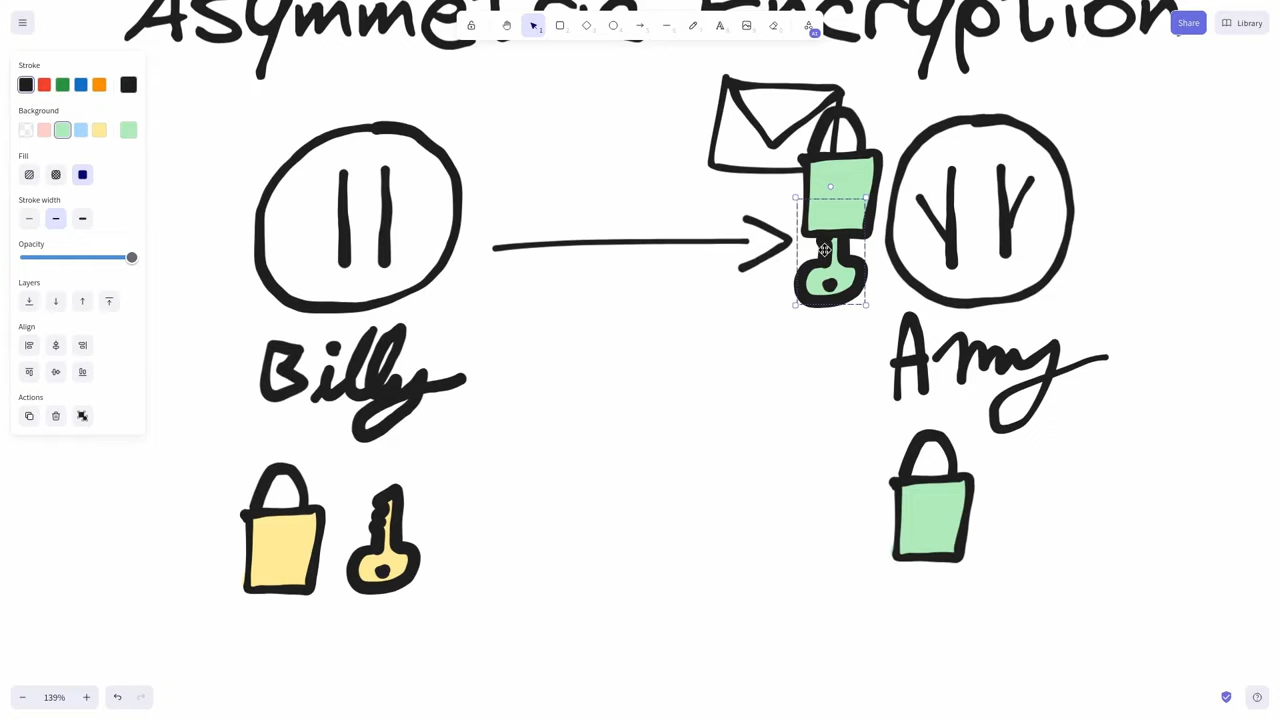 Asymmetric Encryption
Share
Library
Stroke
Background
Fill
Stroke width
Opacity
Layers
Align
Actions
Billy
Amy
139%